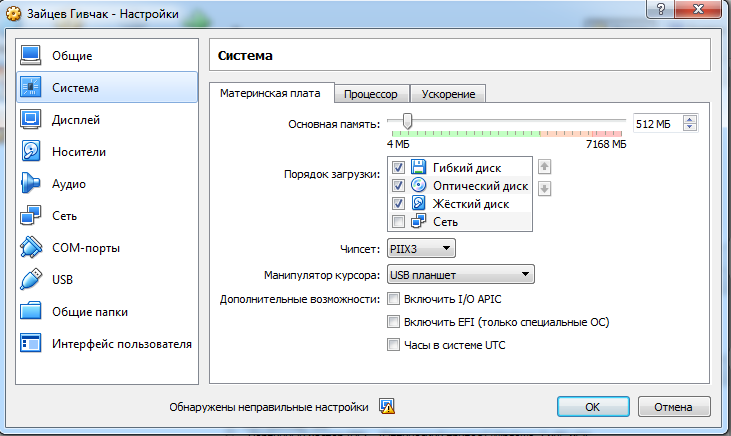 Зайцев Гивчак - Настройки
?
Общие
Система
Дисплей
Носители
Аудио
Сеть
COM-порты
USB
Общие папки
Интерфейс пользователя
Система
Материнская плата Процессор Ускорение
Основная память: 512 МБ
4 МБ 7168 МБ
Порядок загрузки: Гибкий диск
Оптический диск
Жёсткий диск
Сеть
Чипсет: PIIX3
Манипулятор курсора: USB планшет
Дополнительные возможности: Включить I/O APIC
Включить EFI (только специальные ОС)
Часы в системе UTC
Обнаружены неправильные настройки OK Отмена